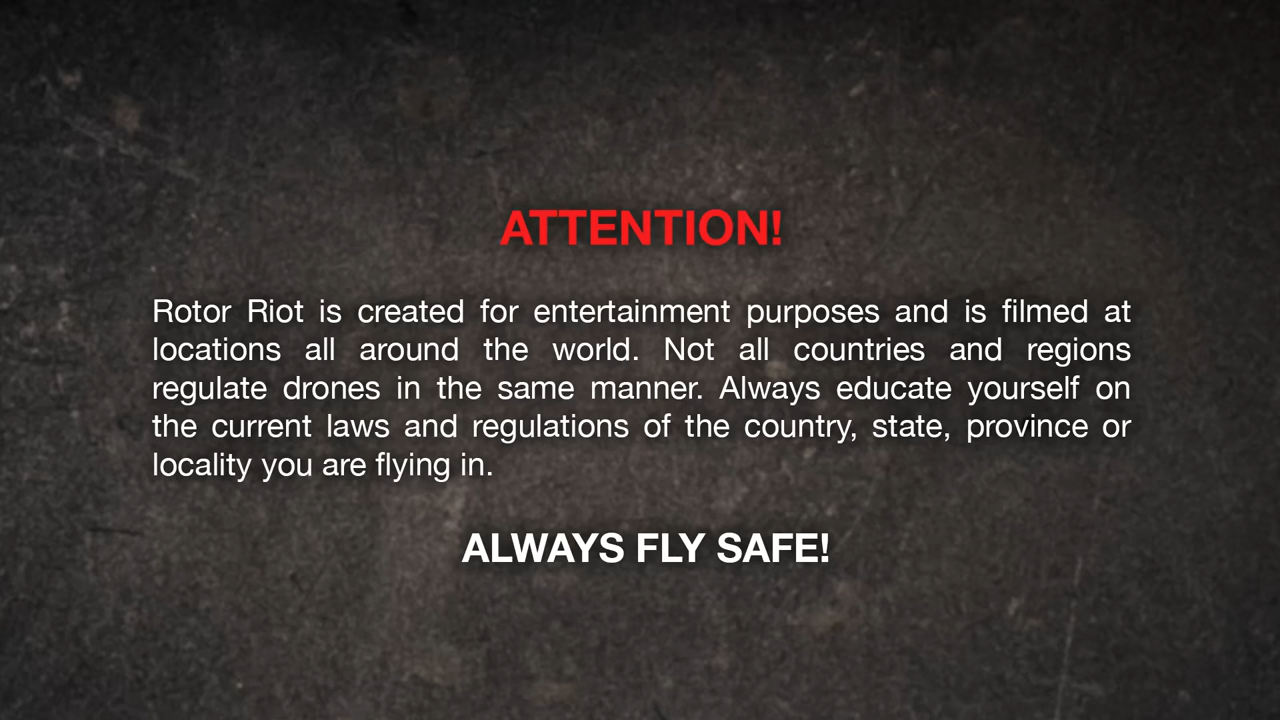 ATTENTION!
Rotor Riot is created for entertainment purposes and is filmed at
locations all around the world. Not all countries and regions
regulate drones in the same manner. Always educate yourself on
the current laws and regulations of the country, state, province or
locality you are flying in.
ALWAYS FLY SAFE!